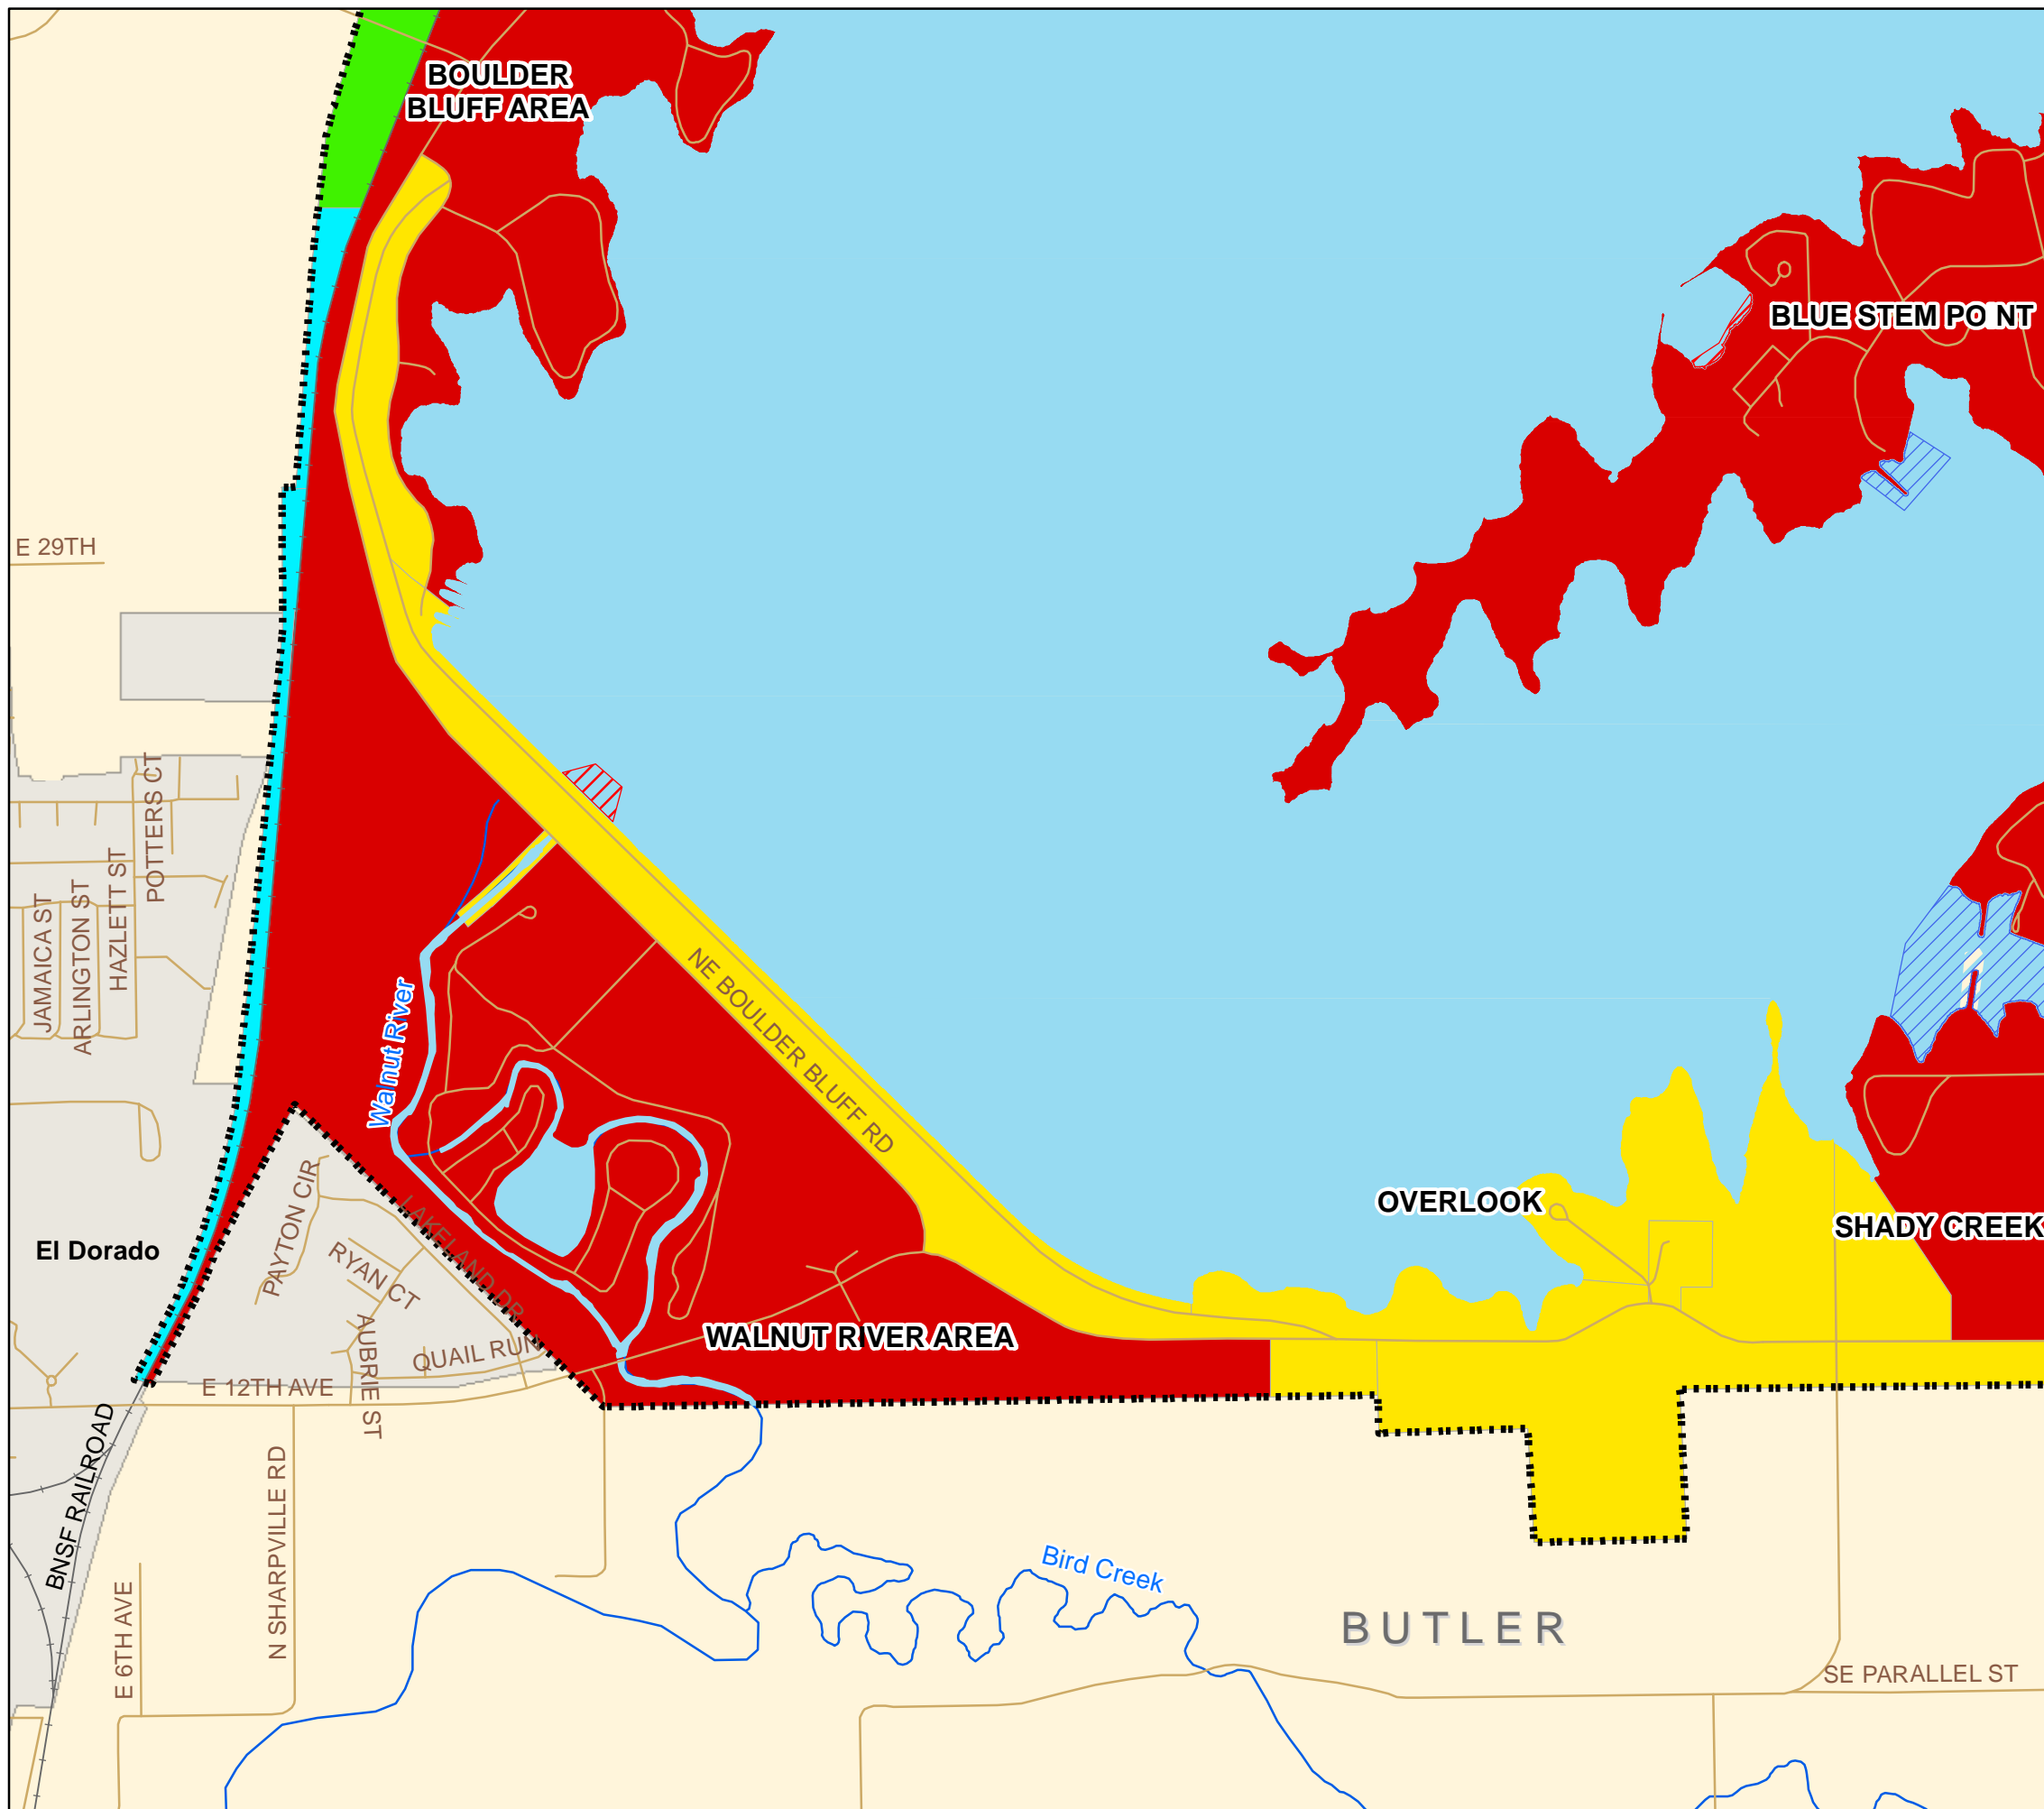 BOULDER
BLUFF AREA
BLUE STEM POINT
E 29TH
POTTERS CT
HAZLETT ST
ARLINGTON ST
JAMAICA ST
Walnut River
NE BOULDER BLUFF RD
OVERLOOK
SHADY CREEK
El Dorado
PAYTON CIR
LAKELAND DR
RYAN CT
AUBRIE ST
QUAIL RUN
WALNUT RIVER AREA
E 12TH AVE
BNSF RAILROAD
N SHARPVILLE RD
E 6TH AVE
Bird Creek
BUTLER
SE PARALLEL ST